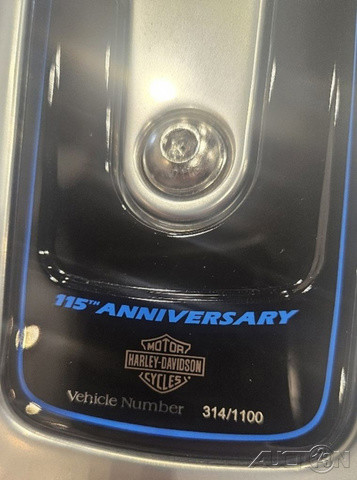 115TH ANNIVERSARY
MOTOR
HARLEY-DAVIDSON
CYCLES
Vehicle Number 314/1100
AUCTION